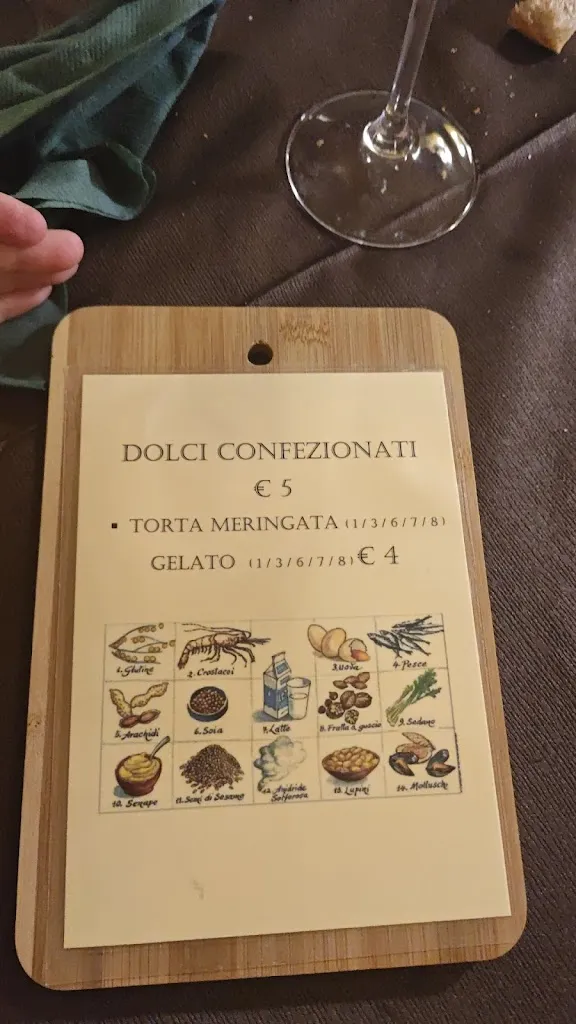 DOLCI CONFEZIONATI
€ 5
▪ TORTA MERINGATA (1/3/6/7/8)
GELATO (1/3/6/7/8) € 4
1. Glutine 2. Crostacei 3. Uova 4. Pesce
5. Arachidi 6. Soia 7. Latte 8. Frutta a guscio 9. Sedano
10. Senape 11. Semi di Sesamo 12. Anidride Solforosa 13. Lupini 14. Molluschi